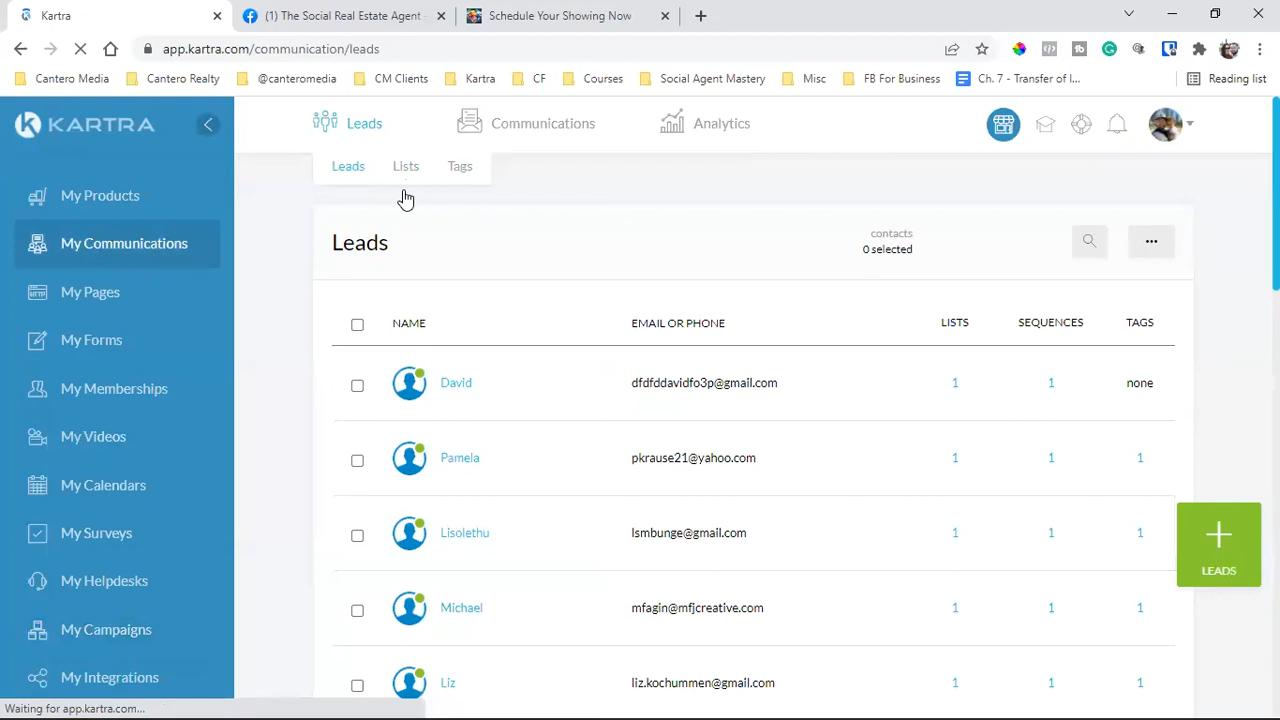 Kartra
(1) The Social Real Estate Agent -
Schedule Your Showing Now
app.kartra.com/communication/leads
Cantero Media
Cantero Realty
@canteromedia
CM Clients
Kartra
CF
Courses
Social Agent Mastery
Misc
FB For Business
Ch. 7 - Transfer of I...
Reading list
KARTRA
Leads
Communications
Analytics
Leads
Lists
Tags
My Products
My Communications
My Pages
My Forms
My Memberships
My Videos
My Calendars
My Surveys
My Helpdesks
My Campaigns
My Integrations
Leads
contacts
0 selected
NAME
EMAIL OR PHONE
LISTS
SEQUENCES
TAGS
David
dfdfddavidfo3p@gmail.com
1
1
none
Pamela
pkrause21@yahoo.com
1
1
1
Lisolethu
lsmbunge@gmail.com
1
1
1
Michael
mfagin@mfjcreative.com
1
1
1
Liz
liz.kochummen@gmail.com
1
1
1
LEADS
Waiting for app.kartra.com...